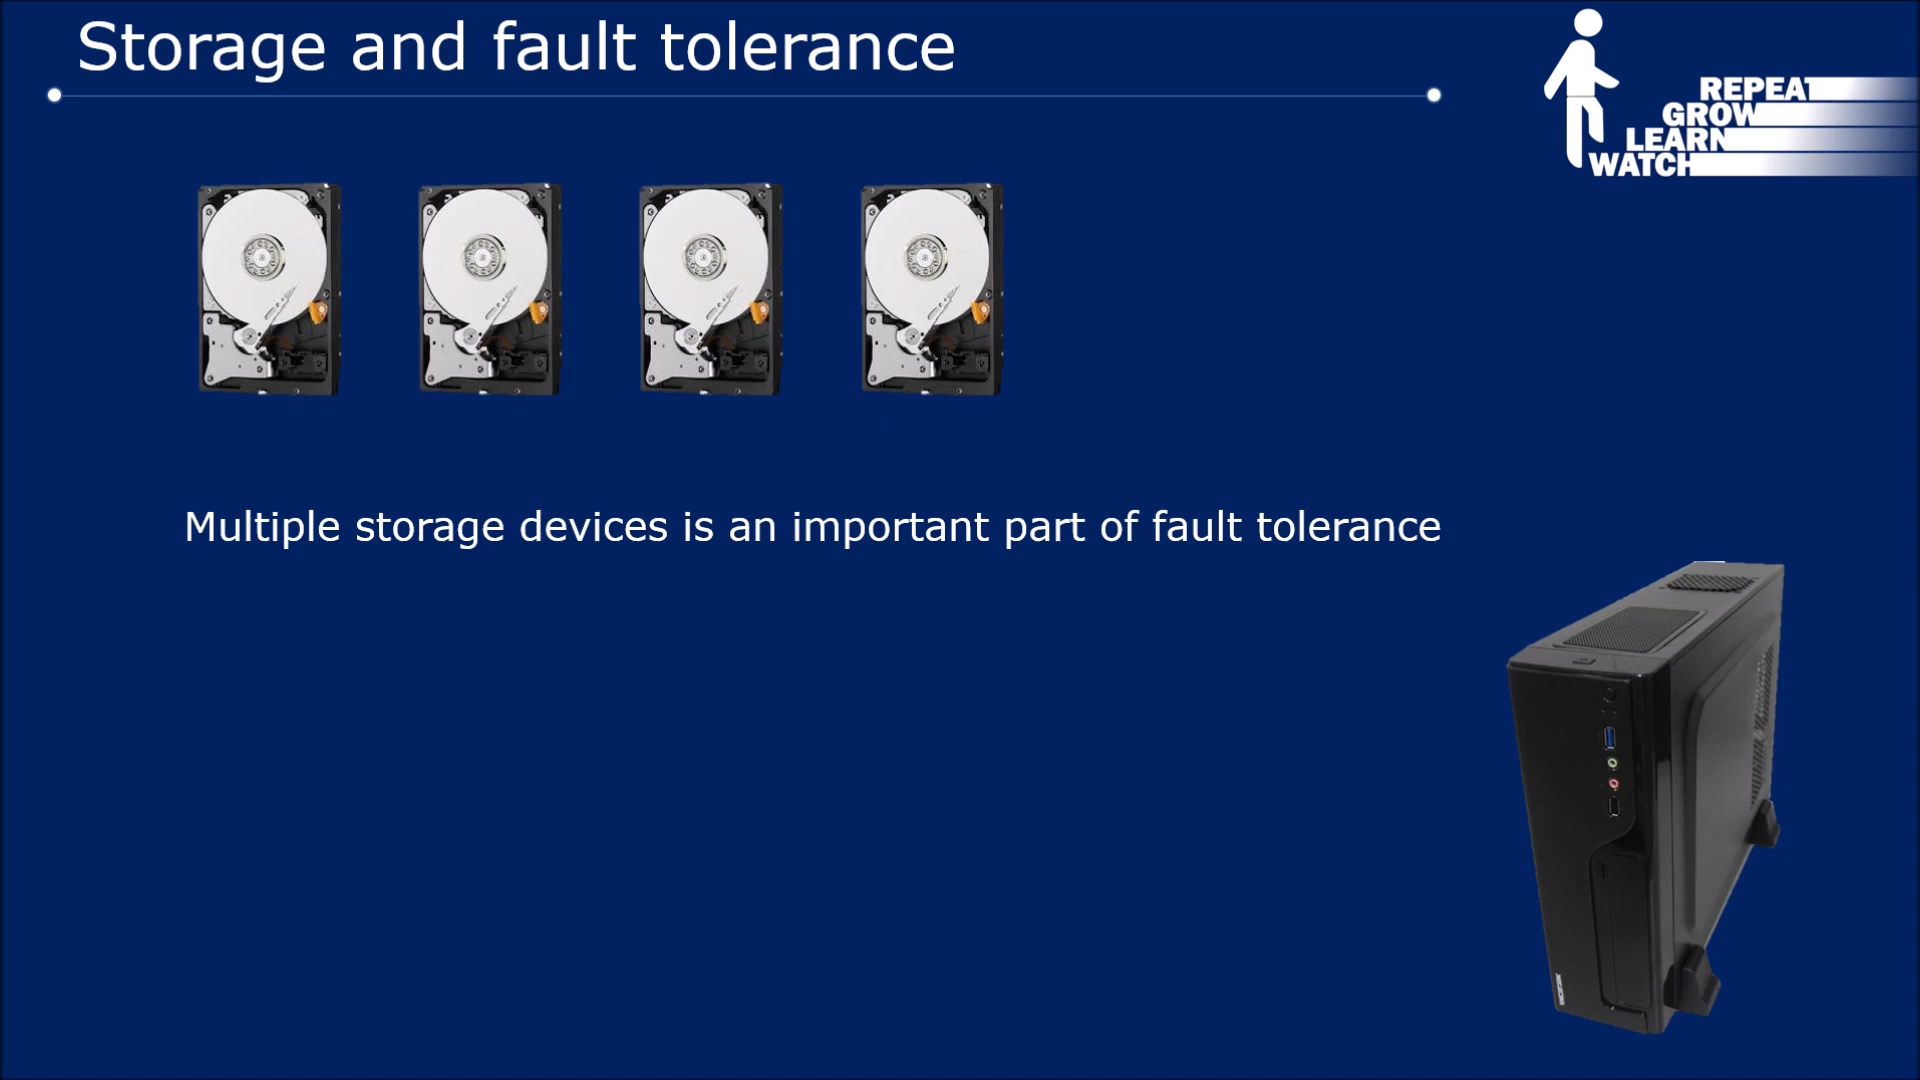 Storage and fault tolerance
REPEAT
GROW
LEARN
WATCH
Multiple storage devices is an important part of fault tolerance